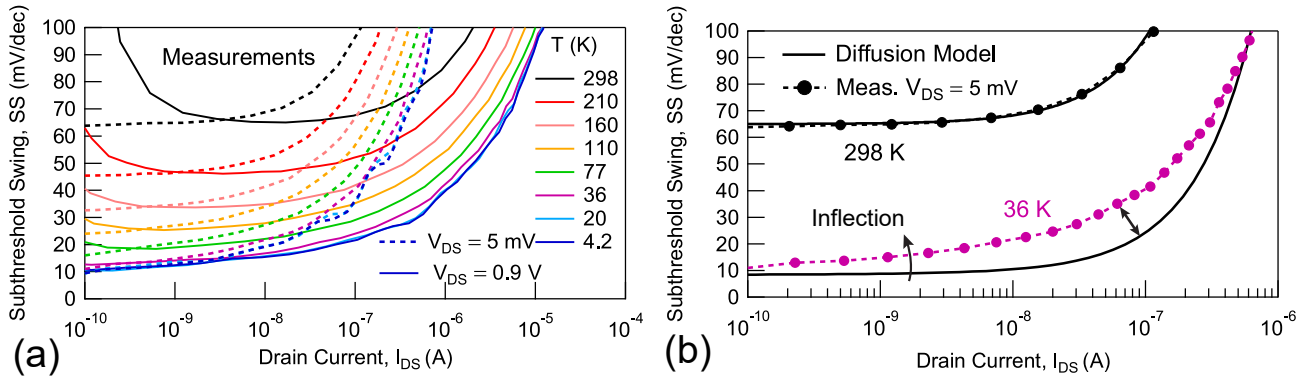 Subthreshold Swing, SS (mV/dec)
100
90
80
70
60
50
40
30
20
10
0
Measurements
T (K)
298
210
160
110
77
36
20
4.2
V_DS = 5 mV
V_DS = 0.9 V
10^-10
10^-9
10^-8
10^-7
10^-6
10^-5
10^-4
Drain Current, I_DS (A)
(a)
Subthreshold Swing, SS (mV/dec)
100
90
80
70
60
50
40
30
20
10
0
Diffusion Model
Meas. V_DS = 5 mV
298 K
36 K
Inflection
10^-10
10^-9
10^-8
10^-7
10^-6
Drain Current, I_DS (A)
(b)